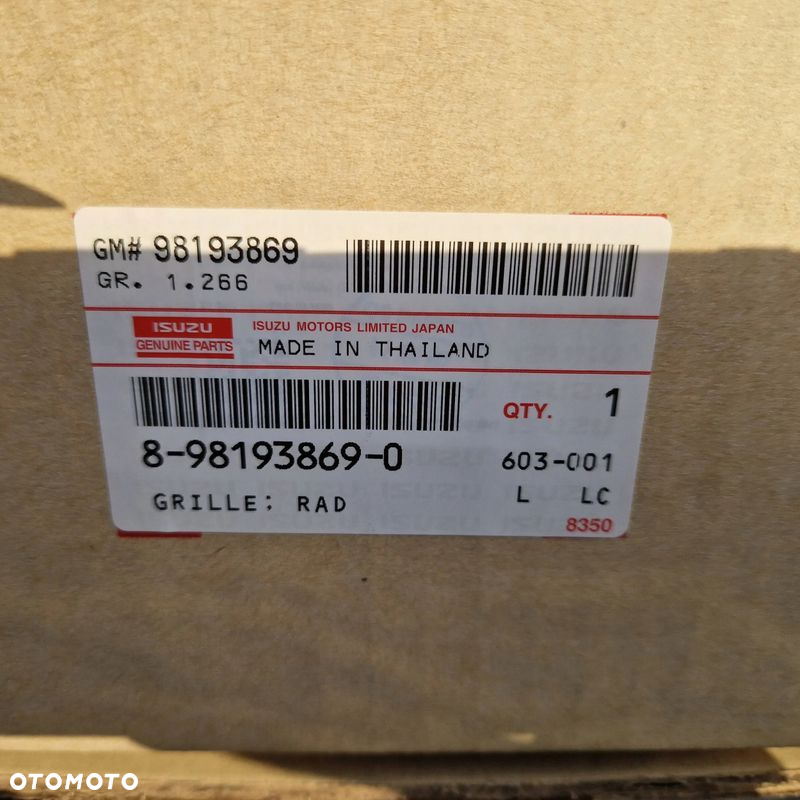 GM# 98193869
GR. 1.266
ISUZU
GENUINE PARTS
ISUZU MOTORS LIMITED JAPAN
MADE IN THAILAND
QTY. 1
8-98193869-0
603-001
GRILLE; RAD
L LC
8350
OTOMOTO